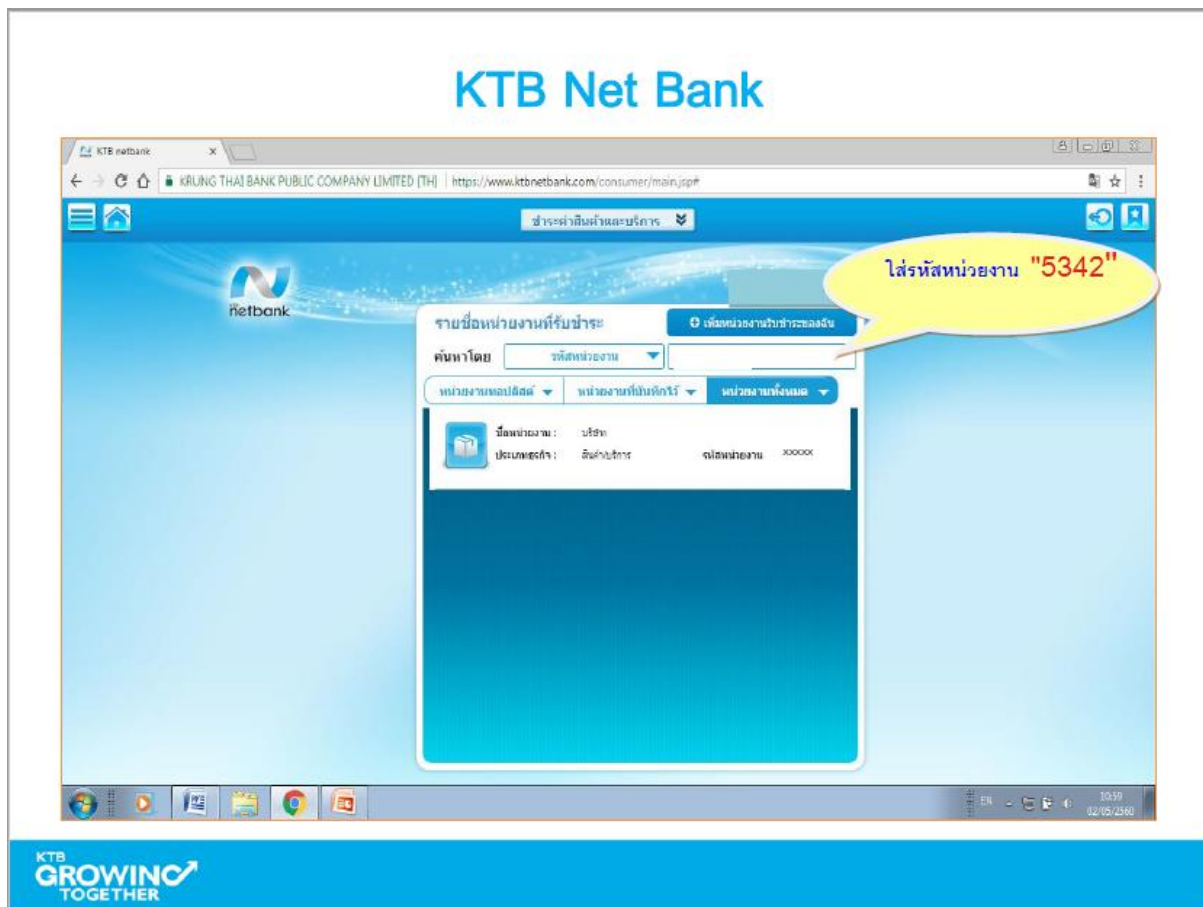 KTB Net Bank
KTB netbank
KRUNG THAI BANK PUBLIC COMPANY LIMITED [TH] https://www.ktbnetbank.com/consumer/main.jsp#
ชำระค่าสินค้าและบริการ
ใส่รหัสหน่วยงาน "5342"
netbank
รายชื่อหน่วยงานที่รับชำระ เพิ่มหน่วยงานรับชำระของฉัน
ค้นหาโดย รหัสหน่วยงาน
หน่วยงานทอปลิสต์ หน่วยงานที่บันทึกไว้ หน่วยงานทั้งหมด
ชื่อหน่วยงาน : บริษัท
ประเภทธุรกิจ : สินค้า/บริการ รหัสหน่วยงาน xxxxx
EN 10:59
02/05/2560
KTB
GROWING
TOGETHER